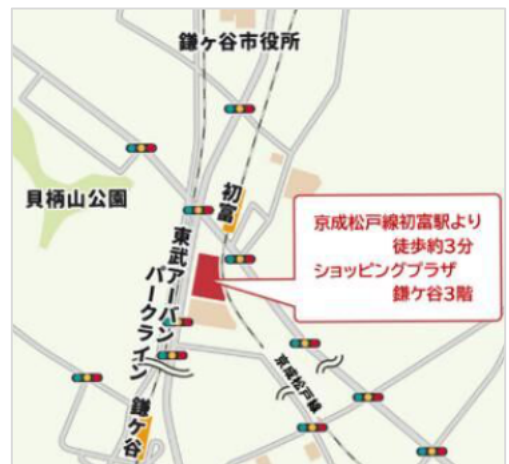 鎌ヶ谷市役所
貝柄山公園
初富
京成松戸線初富駅より
徒歩約3分
ショッピングプラザ
鎌ケ谷3階
東武アーバン
パークライン
京成松戸線
鎌ヶ谷